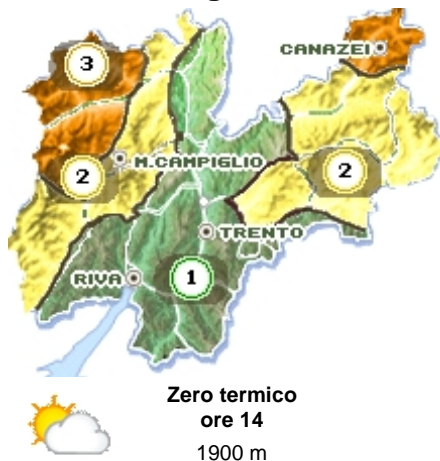 CANAZEI
3
M.CAMPIGLIO
2
2
TRENTO
RIVA
1
Zero termico
ore 14
1900 m